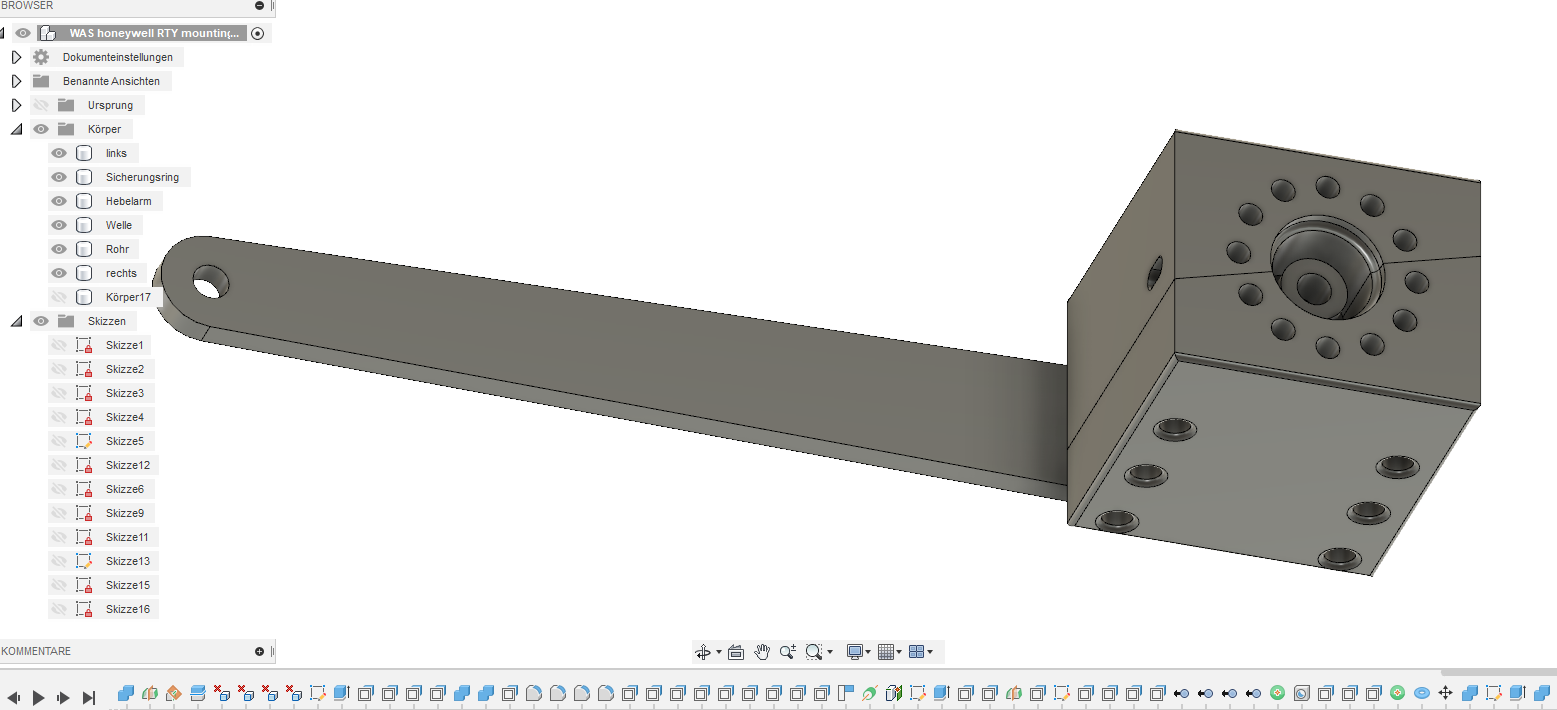 BROWSER
WAS honeywell RTY mounting...
Dokumenteinstellungen
Benannte Ansichten
Ursprung
Körper
links
Sicherungsring
Hebelarm
Welle
Rohr
rechts
Körper17
Skizzen
Skizze1
Skizze2
Skizze3
Skizze4
Skizze5
Skizze12
Skizze6
Skizze9
Skizze11
Skizze13
Skizze15
Skizze16
KOMMENTARE